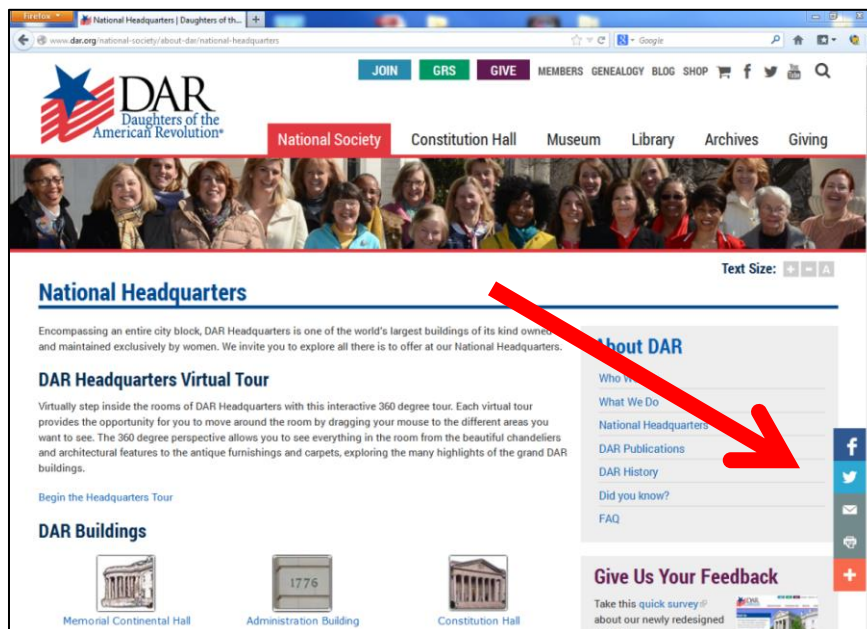 Firefox
National Headquarters | Daughters of th...
www.dar.org/national-society/about-dar/national-headquarters
Google
JOIN GRS GIVE MEMBERS GENEALOGY BLOG SHOP
DAR
Daughters of the
American Revolution®
National Society Constitution Hall Museum Library Archives Giving
Text Size: + - A
National Headquarters
Encompassing an entire city block, DAR Headquarters is one of the world's largest buildings of its kind owned
and maintained exclusively by women. We invite you to explore all there is to offer at our National Headquarters.
DAR Headquarters Virtual Tour
Virtually step inside the rooms of DAR Headquarters with this interactive 360 degree tour. Each virtual tour
provides the opportunity for you to move around the room by dragging your mouse to the different areas you
want to see. The 360 degree perspective allows you to see everything in the room from the beautiful chandeliers
and architectural features to the antique furnishings and carpets, exploring the many highlights of the grand DAR
buildings.
Begin the Headquarters Tour
DAR Buildings
1776
Memorial Continental Hall Administration Building Constitution Hall
About DAR
Who W
What We Do
National Headquarters
DAR Publications
DAR History
Did you know?
FAQ
Give Us Your Feedback
Take this quick survey
about our newly redesigned